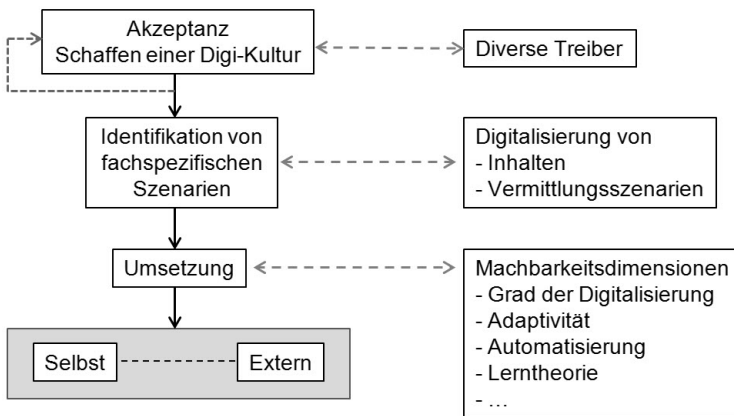 Akzeptanz
Schaffen einer Digi-Kultur
Diverse Treiber
Identifikation von
fachspezifischen
Szenarien
Digitalisierung von
- Inhalten
- Vermittlungsszenarien
Umsetzung
Machbarkeitsdimensionen
- Grad der Digitalisierung
- Adaptivität
- Automatisierung
- Lerntheorie
- ...
Selbst
Extern